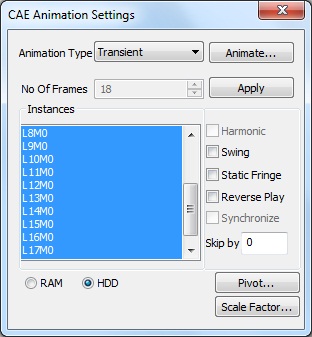 CAE Animation Settings
Animation Type Transient Animate...
No Of Frames 18 Apply
Instances
L8M0
L9M0
L10M0
L11M0
L12M0
L13M0
L14M0
L15M0
L16M0
L17M0
Harmonic
Swing
Static Fringe
Reverse Play
Synchronize
Skip by 0
RAM HDD Pivot...
Scale Factor...